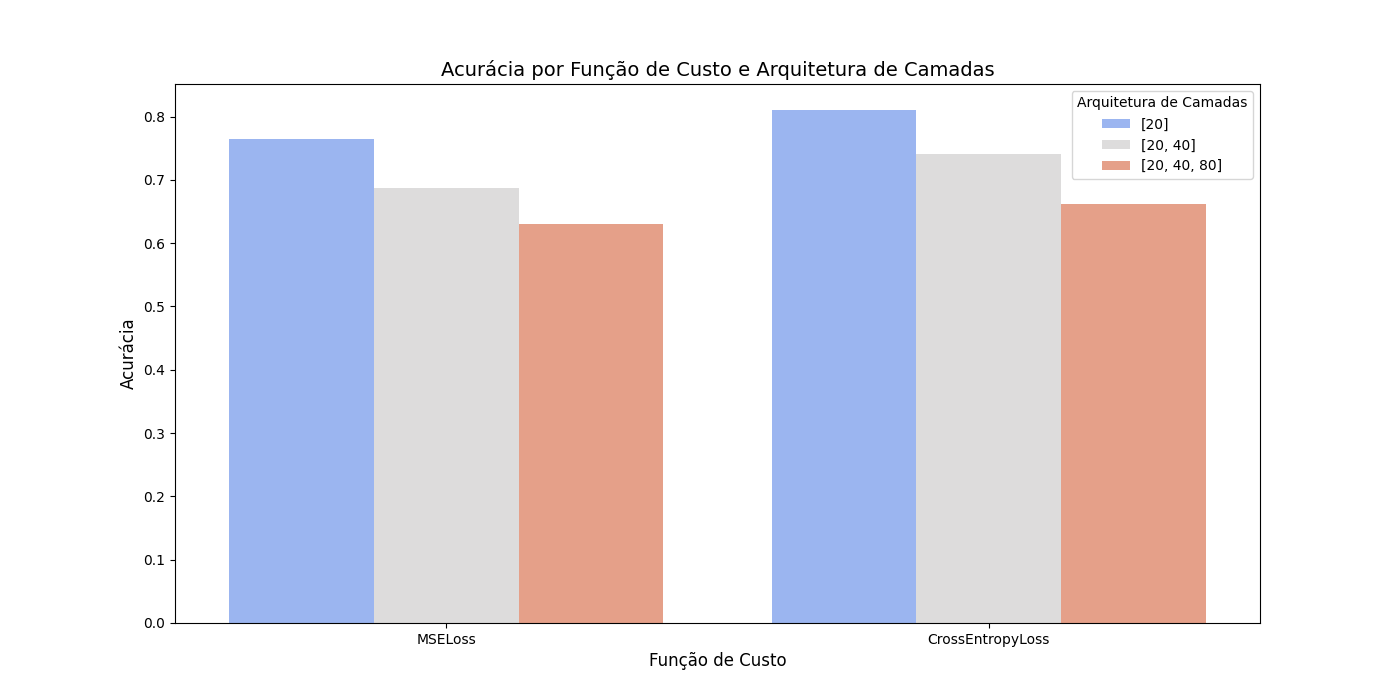 Acurácia por Função de Custo e Arquitetura de Camadas
Arquitetura de Camadas
[20]
[20, 40]
[20, 40, 80]
Acurácia
0.8
0.7
0.6
0.5
0.4
0.3
0.2
0.1
0.0
MSELoss
CrossEntropyLoss
Função de Custo